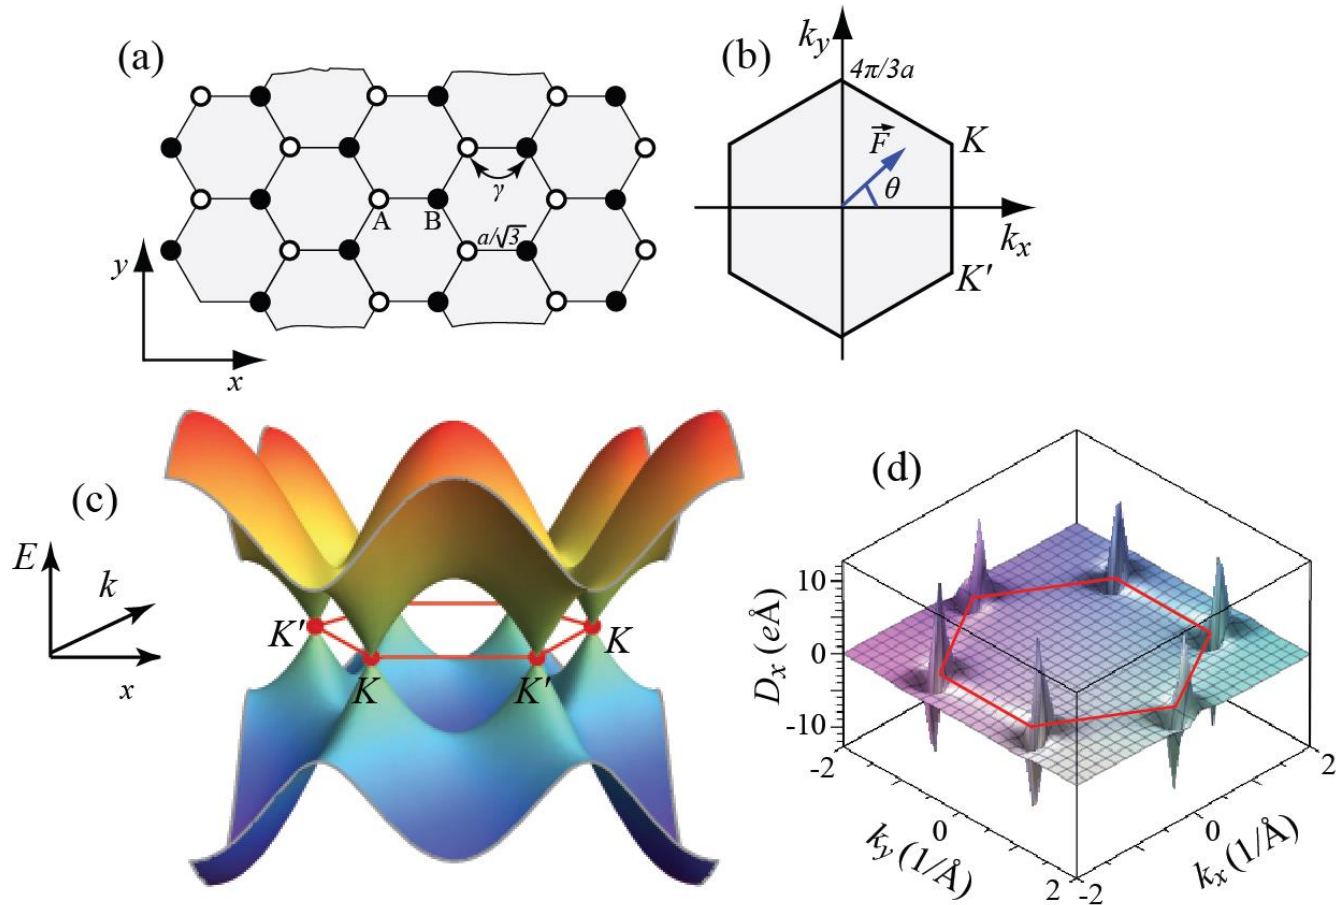 (a)
A
B
γ
a/√3
y
x
(b)
k_y
4π/3a
K
F⃗
θ
k_x
K'
(c)
E
k
x
K'
K
K'
K
(d)
D_x (eÅ)
10
0
-10
-2
0
2
k_y (1/Å)
-2
0
2
k_x (1/Å)